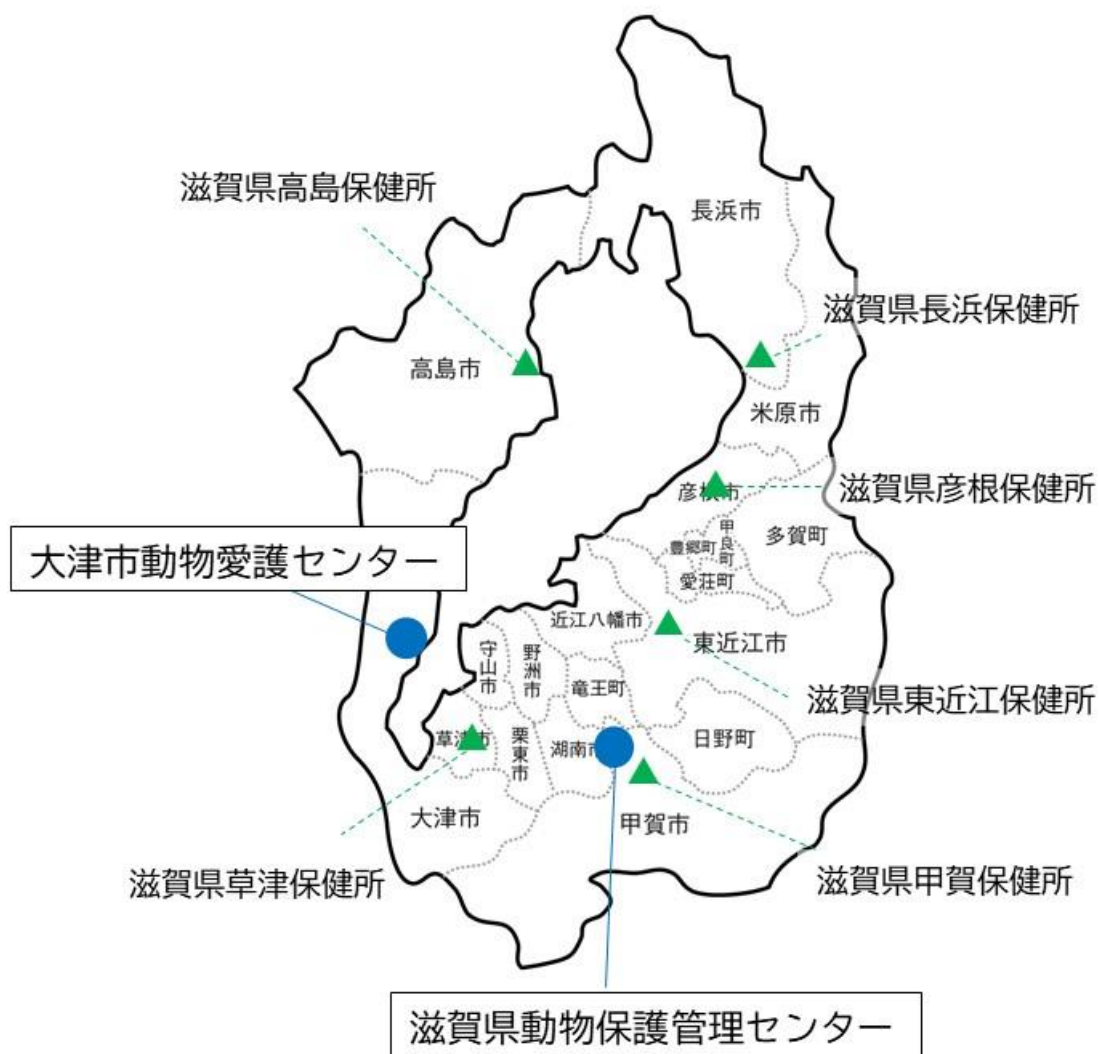 長浜市
滋賀県高島保健所
滋賀県長浜保健所
高島市
米原市
彦根市
滋賀県彦根保健所
甲良町
多賀町
豊郷町
大津市動物愛護センター
愛荘町
近江八幡市
東近江市
守山市
野洲市
竜王町
滋賀県東近江保健所
草津市
栗東市
湖南市
日野町
大津市
甲賀市
滋賀県草津保健所
滋賀県甲賀保健所
滋賀県動物保護管理センター